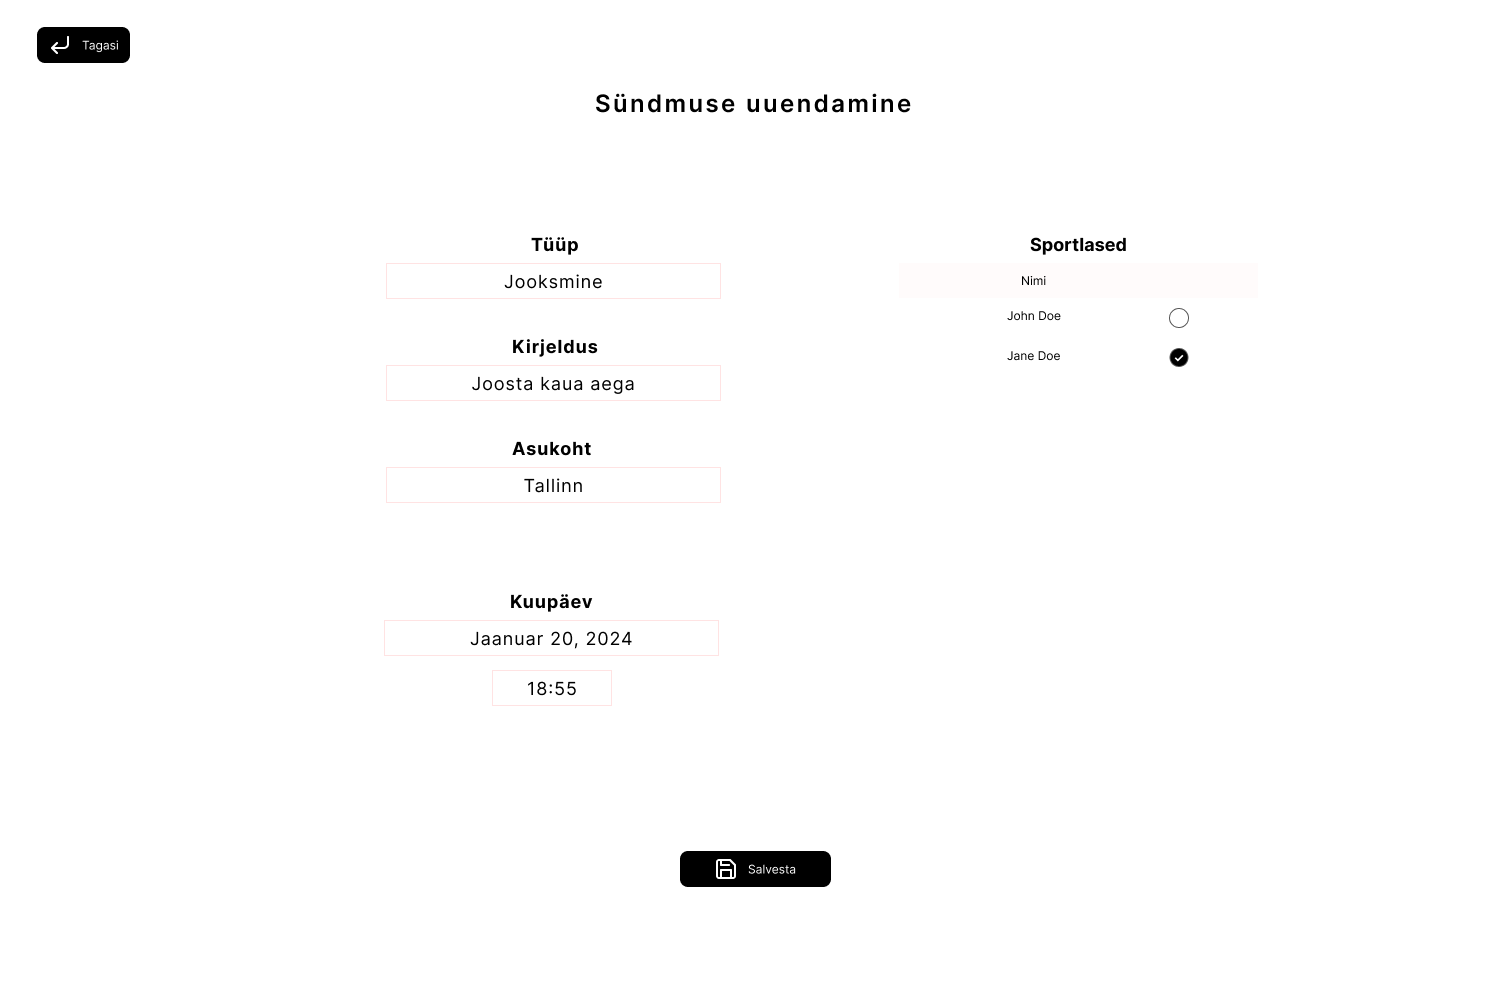 Tagasi
Sündmuse uuendamine
Tüüp
Jooksmine
Kirjeldus
Joosta kaua aega
Asukoht
Tallinn
Kuupäev
Jaanuar 20, 2024
18:55
Sportlased
Nimi
John Doe
Jane Doe
Salvesta